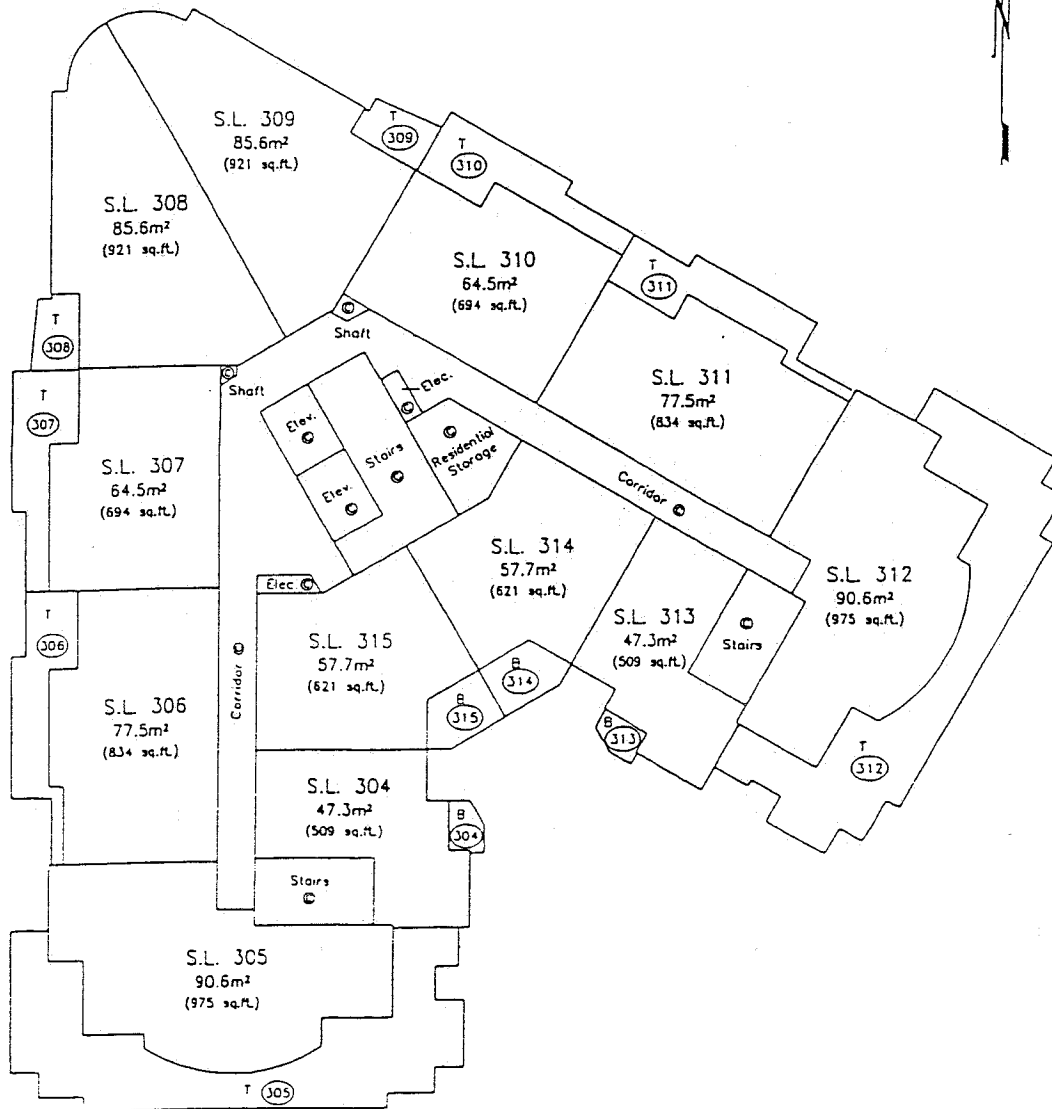 S.L. 309
85.6m²
(921 sq.ft.)
T
309
T
310
S.L. 308
85.6m²
(921 sq.ft.)
S.L. 310
64.5m²
(694 sq.ft.)
T
311
T
308
©
Shaft
©
Shaft
S.L. 311
77.5m²
(834 sq.ft.)
T
307
Elec.
©
Elev.
©
Stairs
©
©
Residential
Storage
Elev.
©
S.L. 307
64.5m²
(694 sq.ft.)
Corridor ©
S.L. 314
57.7m²
(621 sq.ft.)
S.L. 312
90.6m²
(975 sq.ft.)
Elec. ©
S.L. 313
47.3m²
(509 sq.ft.)
©
Stairs
T
306
S.L. 315
57.7m²
(621 sq.ft.)
Corridor ©
B
314
B
315
S.L. 306
77.5m²
(834 sq.ft.)
B
313
T
312
S.L. 304
47.3m²
(509 sq.ft.)
B
304
Stairs
©
S.L. 305
90.6m²
(975 sq.ft.)
T 305